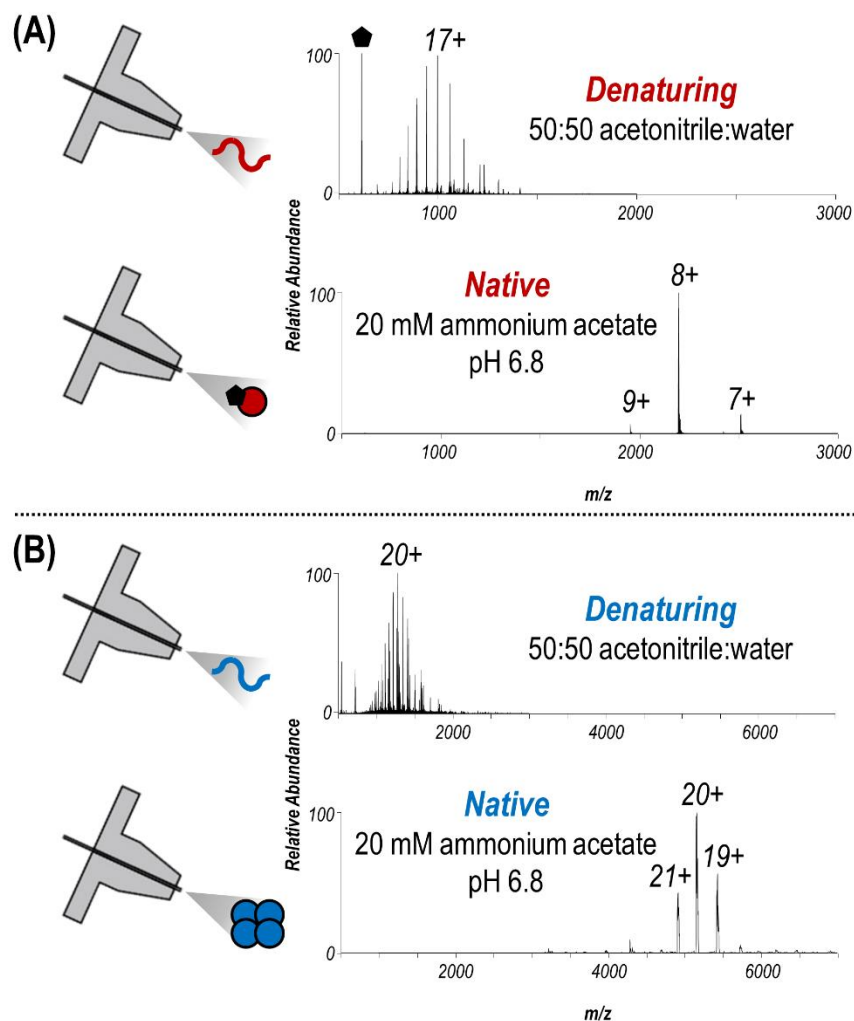 (A)
17+
Denaturing
50:50 acetonitrile:water
100
0
1000
2000
3000
Relative Abundance
8+
Native
20 mM ammonium acetate
pH 6.8
100
9+
7+
0
1000
2000
3000
m/z
(B)
20+
Denaturing
50:50 acetonitrile:water
100
0
2000
4000
6000
Relative Abundance
20+
Native
20 mM ammonium acetate
pH 6.8
100
21+
19+
0
2000
4000
6000
m/z